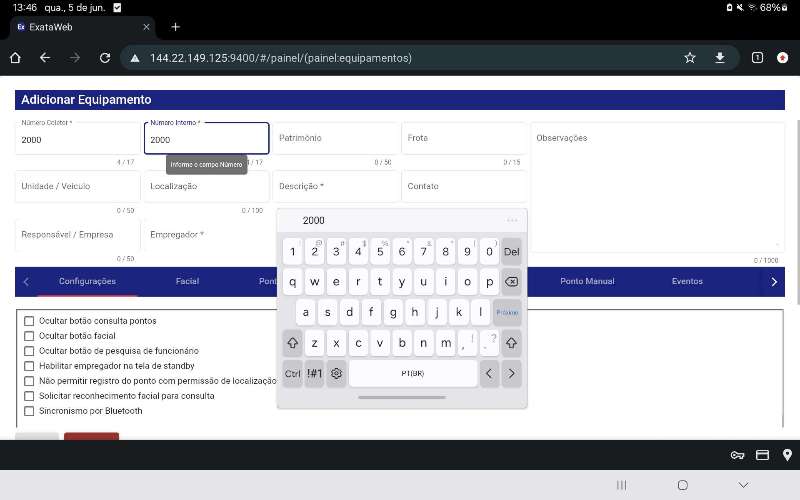 13:46 qua., 5 de jun.
68%
Ex ExataWeb
144.22.149.125:9400/#/painel/(painel:equipamentos)
1
Adicionar Equipamento
Número Coletor *
Número Interno *
2000
2000
Patrimônio
Frota
Observações
4 / 17
/ 17
0 / 50
0 / 15
Informe o campo Número
Unidade / Veículo
Localização
Descrição *
Contato
0 / 50
0 / 100
Responsável / Empresa
Empregador *
0 / 50
0 / 1000
2000
Configurações
Facial
Pont
Ponto Manual
Eventos
Ocultar botão consulta pontos
Ocultar botão facial
Ocultar botão de pesquisa de funcionário
Habilitar empregador na tela de standby
Não permitir registro do ponto com permissão de localização
Solicitar reconhecimento facial para consulta
Sincronismo por Bluetooth
1 2 3 4 5 6 7 8 9 0 Del
q w e r t y u i o p
a s d f g h j k l Próximo
z x c v b n m , ! . ?
Ctrl !#1 PT(BR) < >